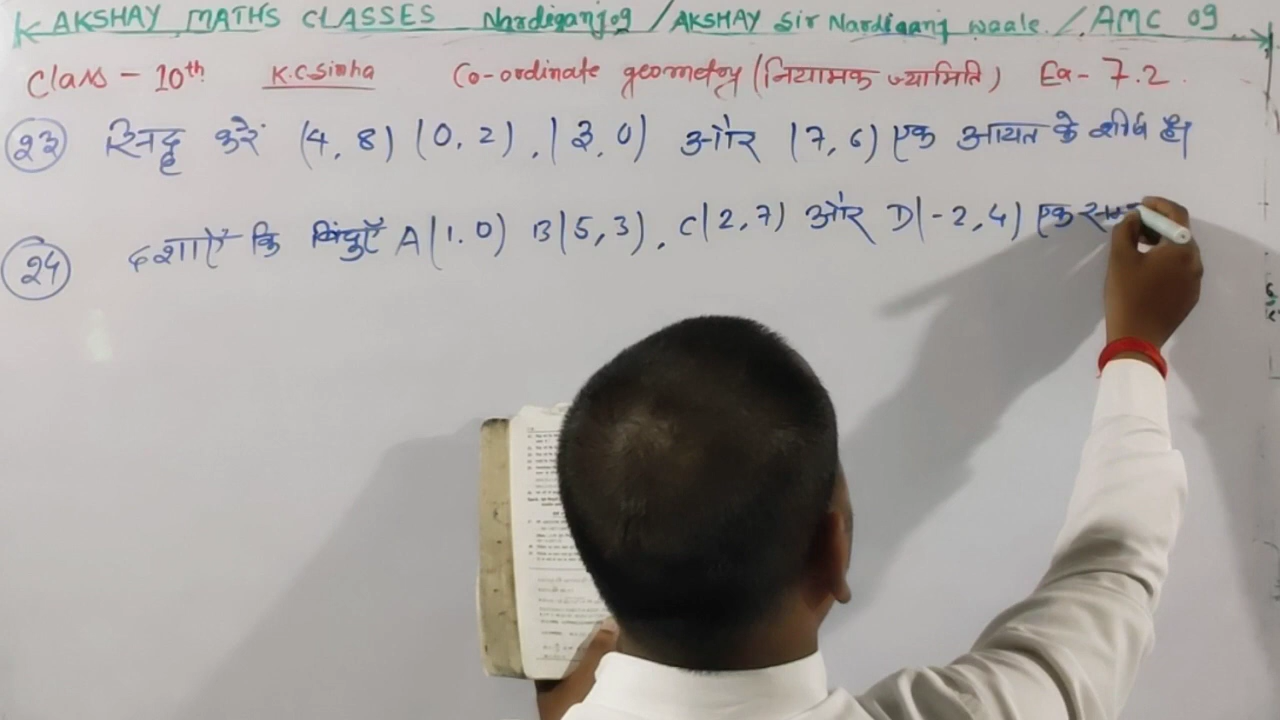 AKSHAY MATHS CLASSES Nardiganj 09 / AKSHAY Sir Nardiganj waale / AMC 09
Class - 10th K.C. Sinha Co-ordinate geometry (नियामक ज्यामिति) Ex- 7.2.
23 सिद्ध करें (4, 8) (0, 2), (3, 0) और (7, 6) एक आयत के शीर्ष हैं।
24 दर्शाएँ कि बिंदुएँ A(1, 0) B(5, 3), C(2, 7) और D(-2, 4) एक